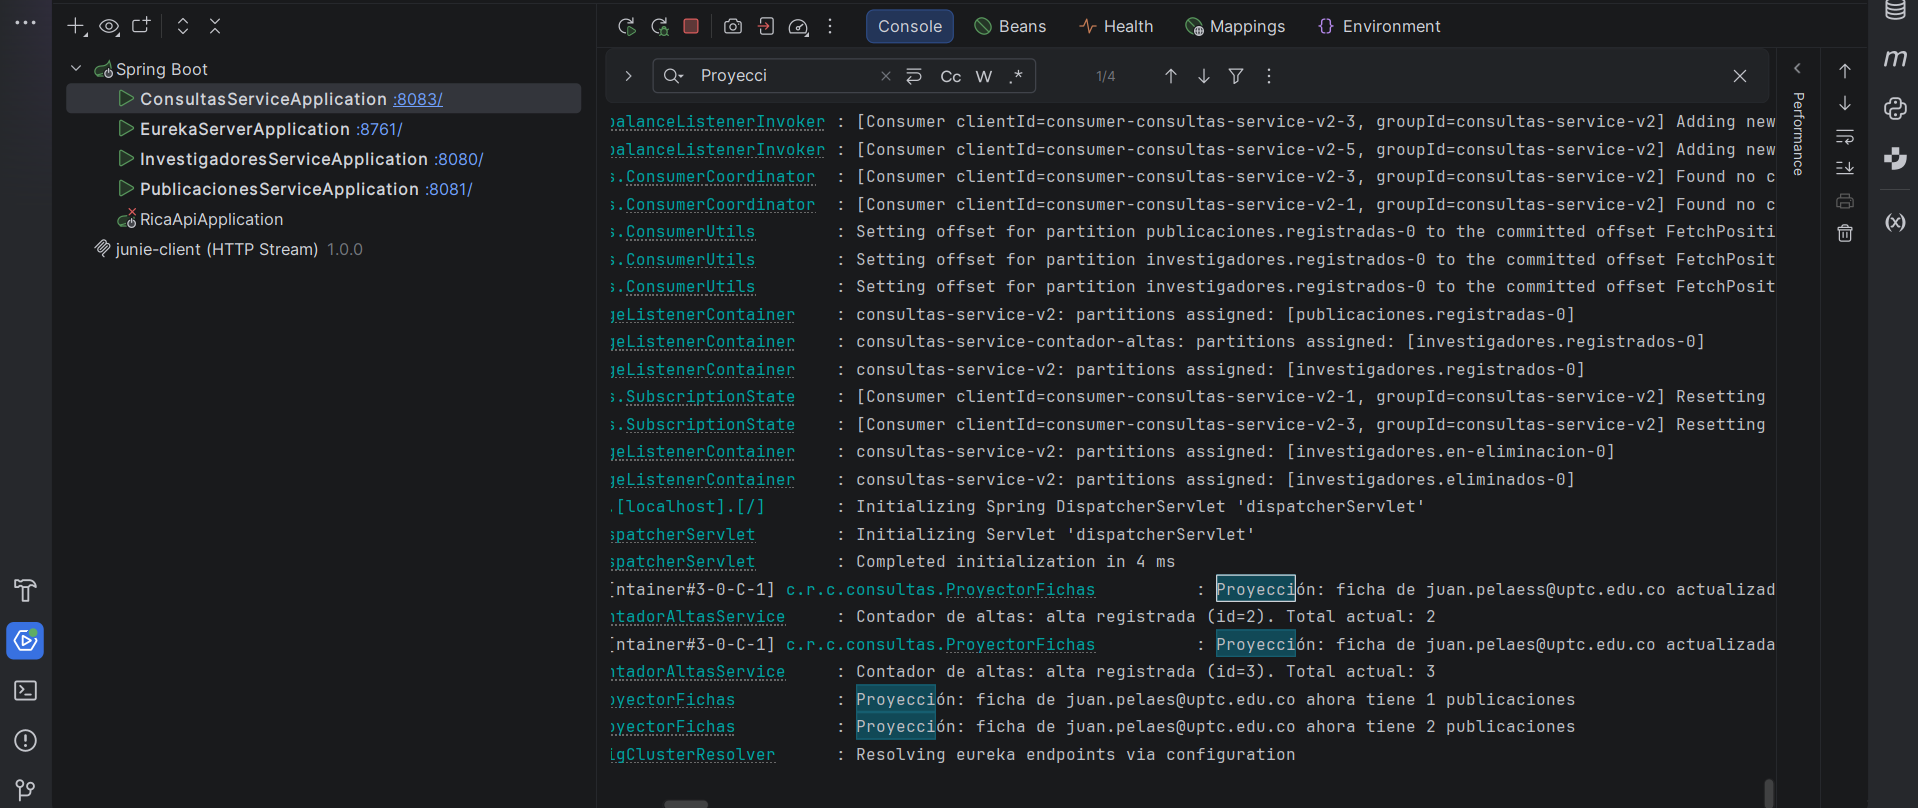 Console
Beans
Health
Mappings
{} Environment
Spring Boot
ConsultasServiceApplication :8083/
EurekaServerApplication :8761/
InvestigadoresServiceApplication :8080/
PublicacionesServiceApplication :8081/
RicaApiApplication
junie-client (HTTP Stream) 1.0.0
Proyecci
Cc
W
.*
1/4
Performance
balanceListenerInvoker : [Consumer clientId=consumer-consultas-service-v2-3, groupId=consultas-service-v2] Adding new
balanceListenerInvoker : [Consumer clientId=consumer-consultas-service-v2-5, groupId=consultas-service-v2] Adding new
s.ConsumerCoordinator : [Consumer clientId=consumer-consultas-service-v2-3, groupId=consultas-service-v2] Found no c
s.ConsumerCoordinator : [Consumer clientId=consumer-consultas-service-v2-1, groupId=consultas-service-v2] Found no c
s.ConsumerUtils : Setting offset for partition publicaciones.registradas-0 to the committed offset FetchPositi
s.ConsumerUtils : Setting offset for partition investigadores.registrados-0 to the committed offset FetchPosit
s.ConsumerUtils : Setting offset for partition investigadores.registrados-0 to the committed offset FetchPosit
geListenerContainer : consultas-service-v2: partitions assigned: [publicaciones.registradas-0]
geListenerContainer : consultas-service-contador-altas: partitions assigned: [investigadores.registrados-0]
geListenerContainer : consultas-service-v2: partitions assigned: [investigadores.registrados-0]
s.SubscriptionState : [Consumer clientId=consumer-consultas-service-v2-1, groupId=consultas-service-v2] Resetting
s.SubscriptionState : [Consumer clientId=consumer-consultas-service-v2-3, groupId=consultas-service-v2] Resetting
geListenerContainer : consultas-service-v2: partitions assigned: [investigadores.en-eliminacion-0]
geListenerContainer : consultas-service-v2: partitions assigned: [investigadores.eliminados-0]
.[localhost].[/] : Initializing Spring DispatcherServlet 'dispatcherServlet'
spatcherServlet : Initializing Servlet 'dispatcherServlet'
spatcherServlet : Completed initialization in 4 ms
[ntainer#3-0-C-1] c.r.c.consultas.ProyectorFichas : Proyección: ficha de juan.pelaess@uptc.edu.co actualizad
ntadorAltasService : Contador de altas: alta registrada (id=2). Total actual: 2
[ntainer#3-0-C-1] c.r.c.consultas.ProyectorFichas : Proyección: ficha de juan.pelaes@uptc.edu.co actualizada
ntadorAltasService : Contador de altas: alta registrada (id=3). Total actual: 3
oyectorFichas : Proyección: ficha de juan.pelaes@uptc.edu.co ahora tiene 1 publicaciones
oyectorFichas : Proyección: ficha de juan.pelaes@uptc.edu.co ahora tiene 2 publicaciones
igClusterResolver : Resolving eureka endpoints via configuration